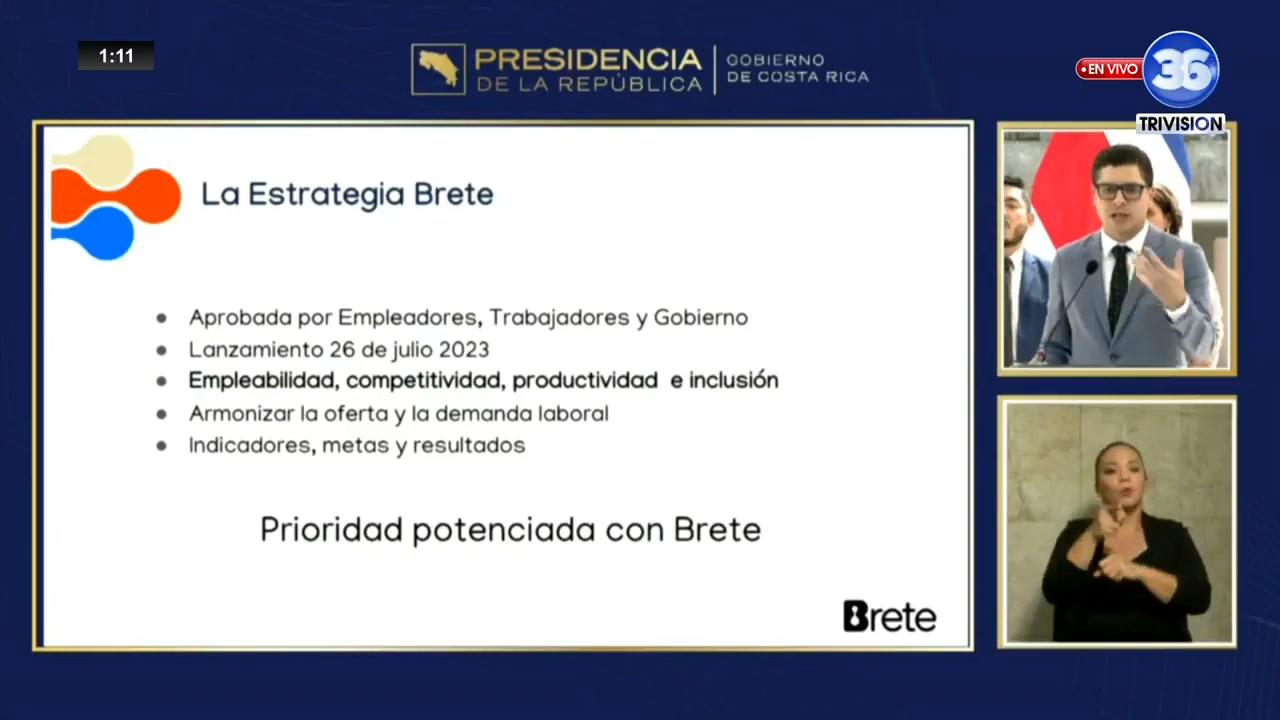 1:11
PRESIDENCIA
DE LA REPÚBLICA
GOBIERNO
DE COSTA RICA
• EN VIVO
36
TRIVISION
La Estrategia Brete
• Aprobada por Empleadores, Trabajadores y Gobierno
• Lanzamiento 26 de julio 2023
• Empleabilidad, competitividad, productividad e inclusión
• Armonizar la oferta y la demanda laboral
• Indicadores, metas y resultados
Prioridad potenciada con Brete
Brete